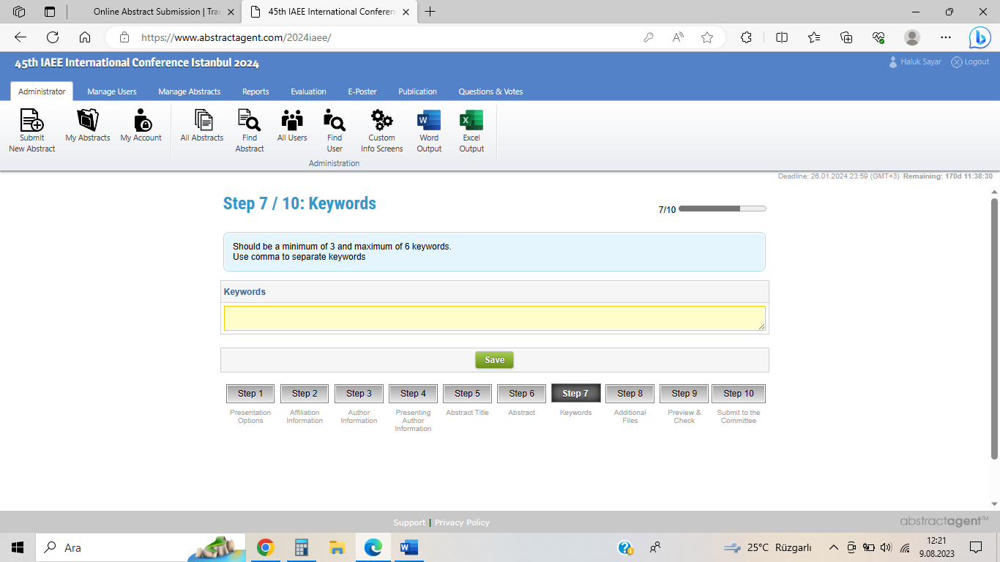 Online Abstract Submission | Trae
45th IAEE International Conferen
https://www.abstractagent.com/2024iaee/
45th IAEE International Conference Istanbul 2024
Haluk Sayar
Logout
Administrator
Manage Users
Manage Abstracts
Reports
Evaluation
E-Poster
Publication
Questions & Votes
Submit
New Abstract
My Abstracts
My Account
All Abstracts
Find
Abstract
All Users
Find
User
Custom
Info Screens
Word
Output
Excel
Output
Administration
Deadline: 26.01.2024 23:59 (GMT+3) Remaining: 170d 11:38:30
Step 7 / 10: Keywords
7/10
Should be a minimum of 3 and maximum of 6 keywords.
Use comma to separate keywords
Keywords
Save
Step 1
Step 2
Step 3
Step 4
Step 5
Step 6
Step 7
Step 8
Step 9
Step 10
Presentation
Options
Affiliation
Information
Author
Information
Presenting
Author
Information
Abstract Title
Abstract
Keywords
Additional
Files
Preview &
Check
Submit to the
Committee
Support | Privacy Policy
abstractagent™
Ara
25°C Rüzgarlı
12:21
9.08.2023